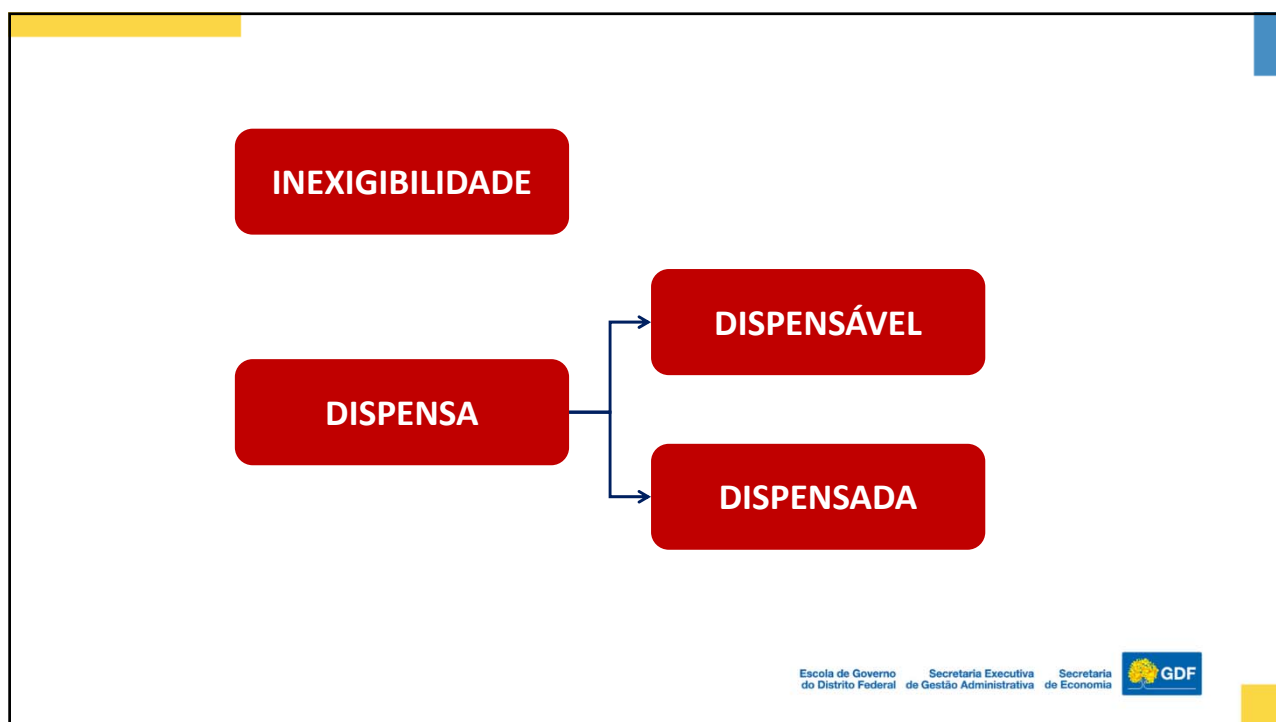 INEXIGIBILIDADE
DISPENSÁVEL
DISPENSA
DISPENSADA
Escola de Governo
do Distrito Federal
Secretaria Executiva
de Gestão Administrativa
Secretaria
de Economia
GDF